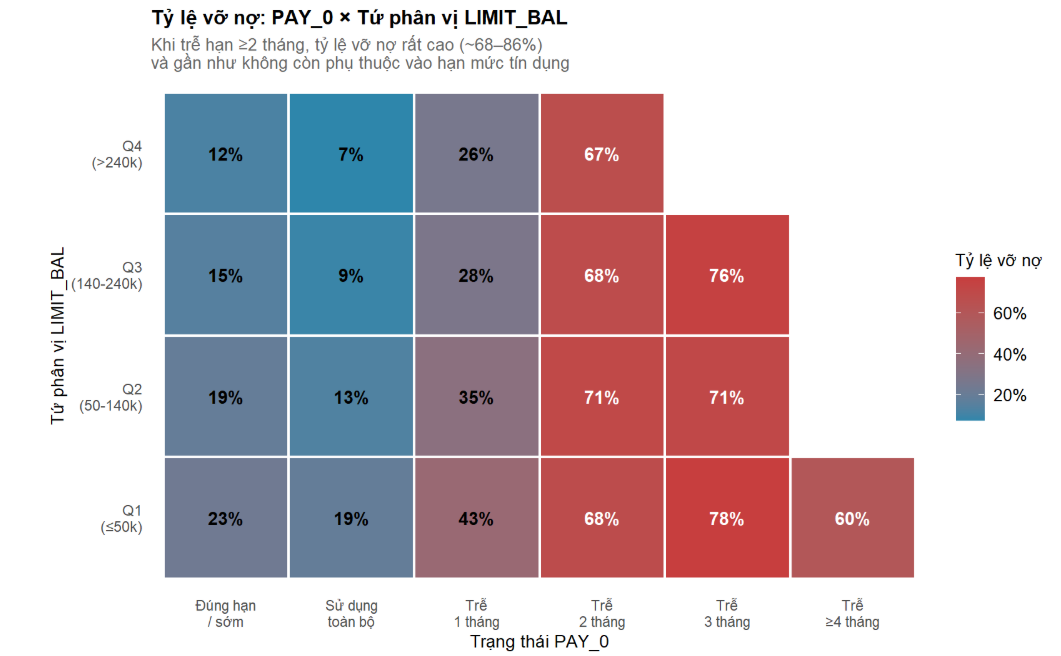 Tỷ lệ vỡ nợ: PAY_0 × Tứ phân vị LIMIT_BAL
Khi trễ hạn ≥2 tháng, tỷ lệ vỡ nợ rất cao (~68–86%)
và gần như không còn phụ thuộc vào hạn mức tín dụng
Tứ phân vị LIMIT_BAL
Q4
(>240k)
12% 7% 26% 67%
Q3
(140-240k)
15% 9% 28% 68% 76%
Q2
(50-140k)
19% 13% 35% 71% 71%
Q1
(≤50k)
23% 19% 43% 68% 78% 60%
Đúng hạn
/ sớm
Sử dụng
toàn bộ
Trễ
1 tháng
Trễ
2 tháng
Trễ
3 tháng
Trễ
≥4 tháng
Trạng thái PAY_0
Tỷ lệ vỡ nợ
60%
40%
20%